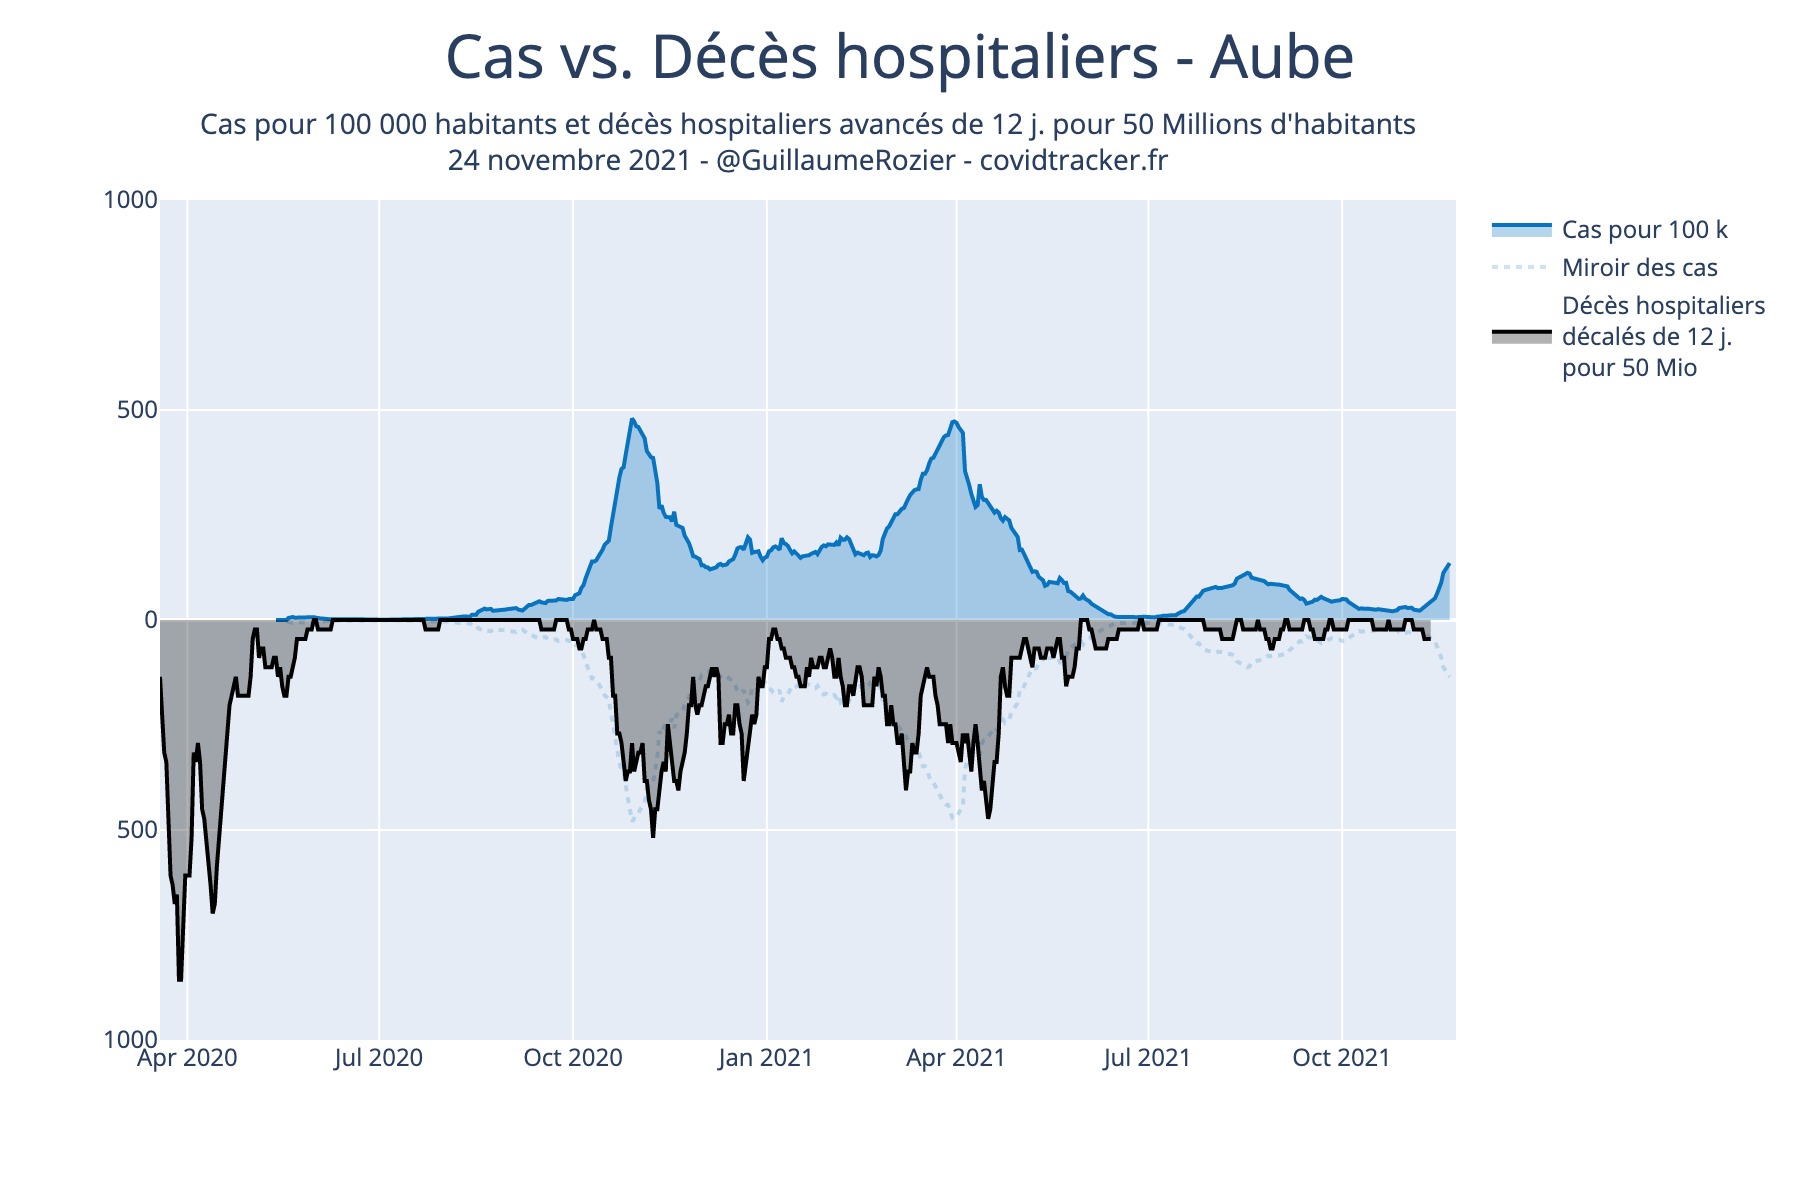 Cas vs. Décès hospitaliers - Aube
Cas pour 100 000 habitants et décès hospitaliers avancés de 12 j. pour 50 Millions d'habitants
24 novembre 2021 - @GuillaumeRozier - covidtracker.fr
1000
500
0
500
1000
Apr 2020
Jul 2020
Oct 2020
Jan 2021
Apr 2021
Jul 2021
Oct 2021
Cas pour 100 k
Miroir des cas
Décès hospitaliers
décalés de 12 j.
pour 50 Mio